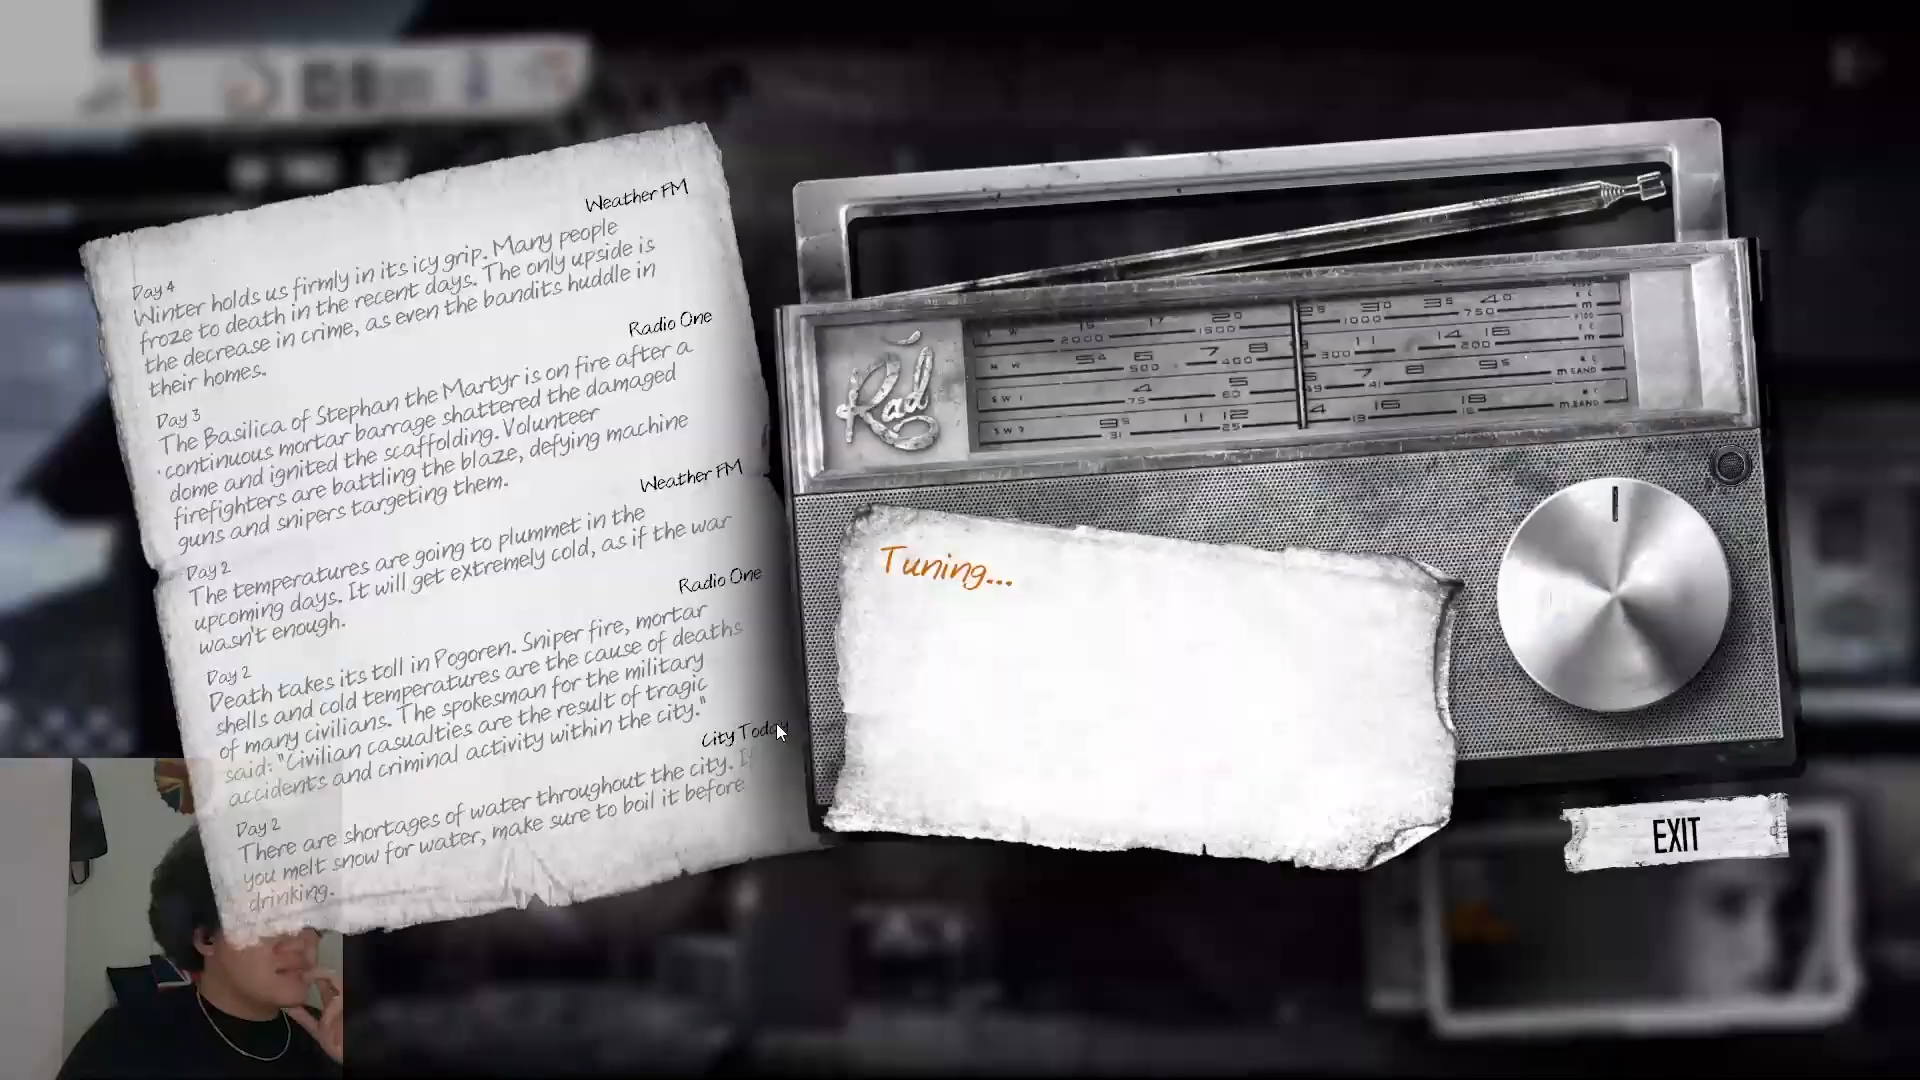 Weather FM
Day 4
Winter holds us firmly in its icy grip. Many people
froze to death in the recent days. The only upside is
the decrease in crime, as even the bandits huddle in
their homes.
Radio One
Day 3
The Basilica of Stephan the Martyr is on fire after a
continuous mortar barrage shattered the damaged
dome and ignited the scaffolding. Volunteer
firefighters are battling the blaze, defying machine
guns and snipers targeting them.
Weather FM
Day 2
The temperatures are going to plummet in the
upcoming days. It will get extremely cold, as if the war
wasn't enough.
Radio One
Day 2
Death takes its toll in Pogoren. Sniper fire, mortar
shells and cold temperatures are the cause of deaths
of many civilians. The spokesman for the military
said: "Civilian casualties are the result of tragic
accidents and criminal activity within the city."
City Today
Day 2
There are shortages of water throughout the city. If
you melt snow for water, make sure to boil it before
drinking.
Rad
Tuning...
EXIT